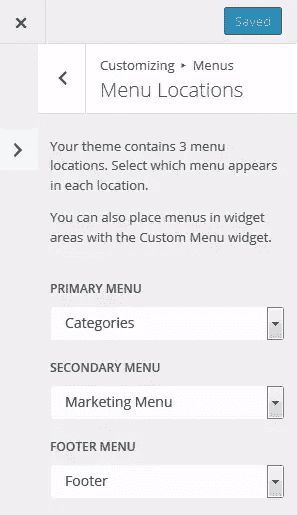 Saved
Customizing ▸ Menus
Menu Locations
Your theme contains 3 menu
locations. Select which menu appears
in each location.
You can also place menus in widget
areas with the Custom Menu widget.
PRIMARY MENU
Categories
SECONDARY MENU
Marketing Menu
FOOTER MENU
Footer